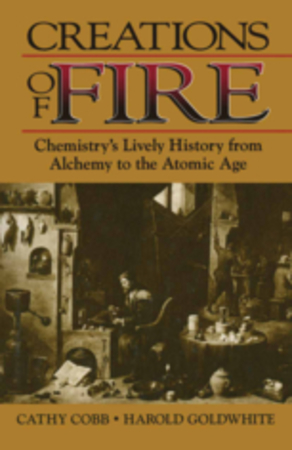 CREATIONS
OF FIRE
Chemistry's Lively History from
Alchemy to the Atomic Age
CATHY COBB • HAROLD GOLDWHITE